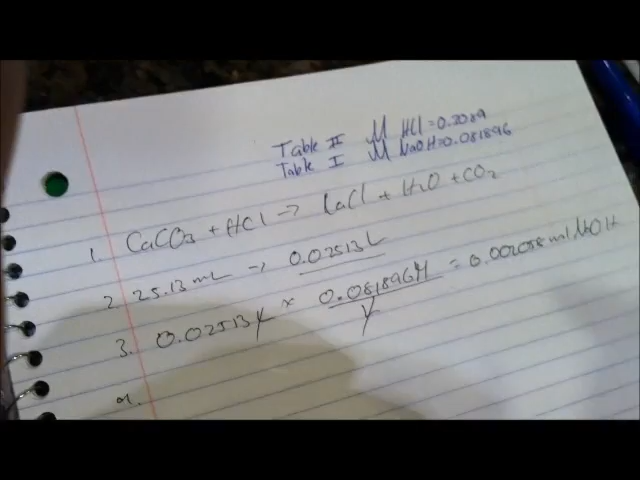 Table II M HCl = 0.2089
Table I M NaOH = 0.081896
1. CaCO₃ + HCl → CaCl + H₂O + CO₂
2. 25.13 mL → 0.02513 L
3. 0.02513 L × 0.081896 M / L = 0.002058 mol NaOH
4.